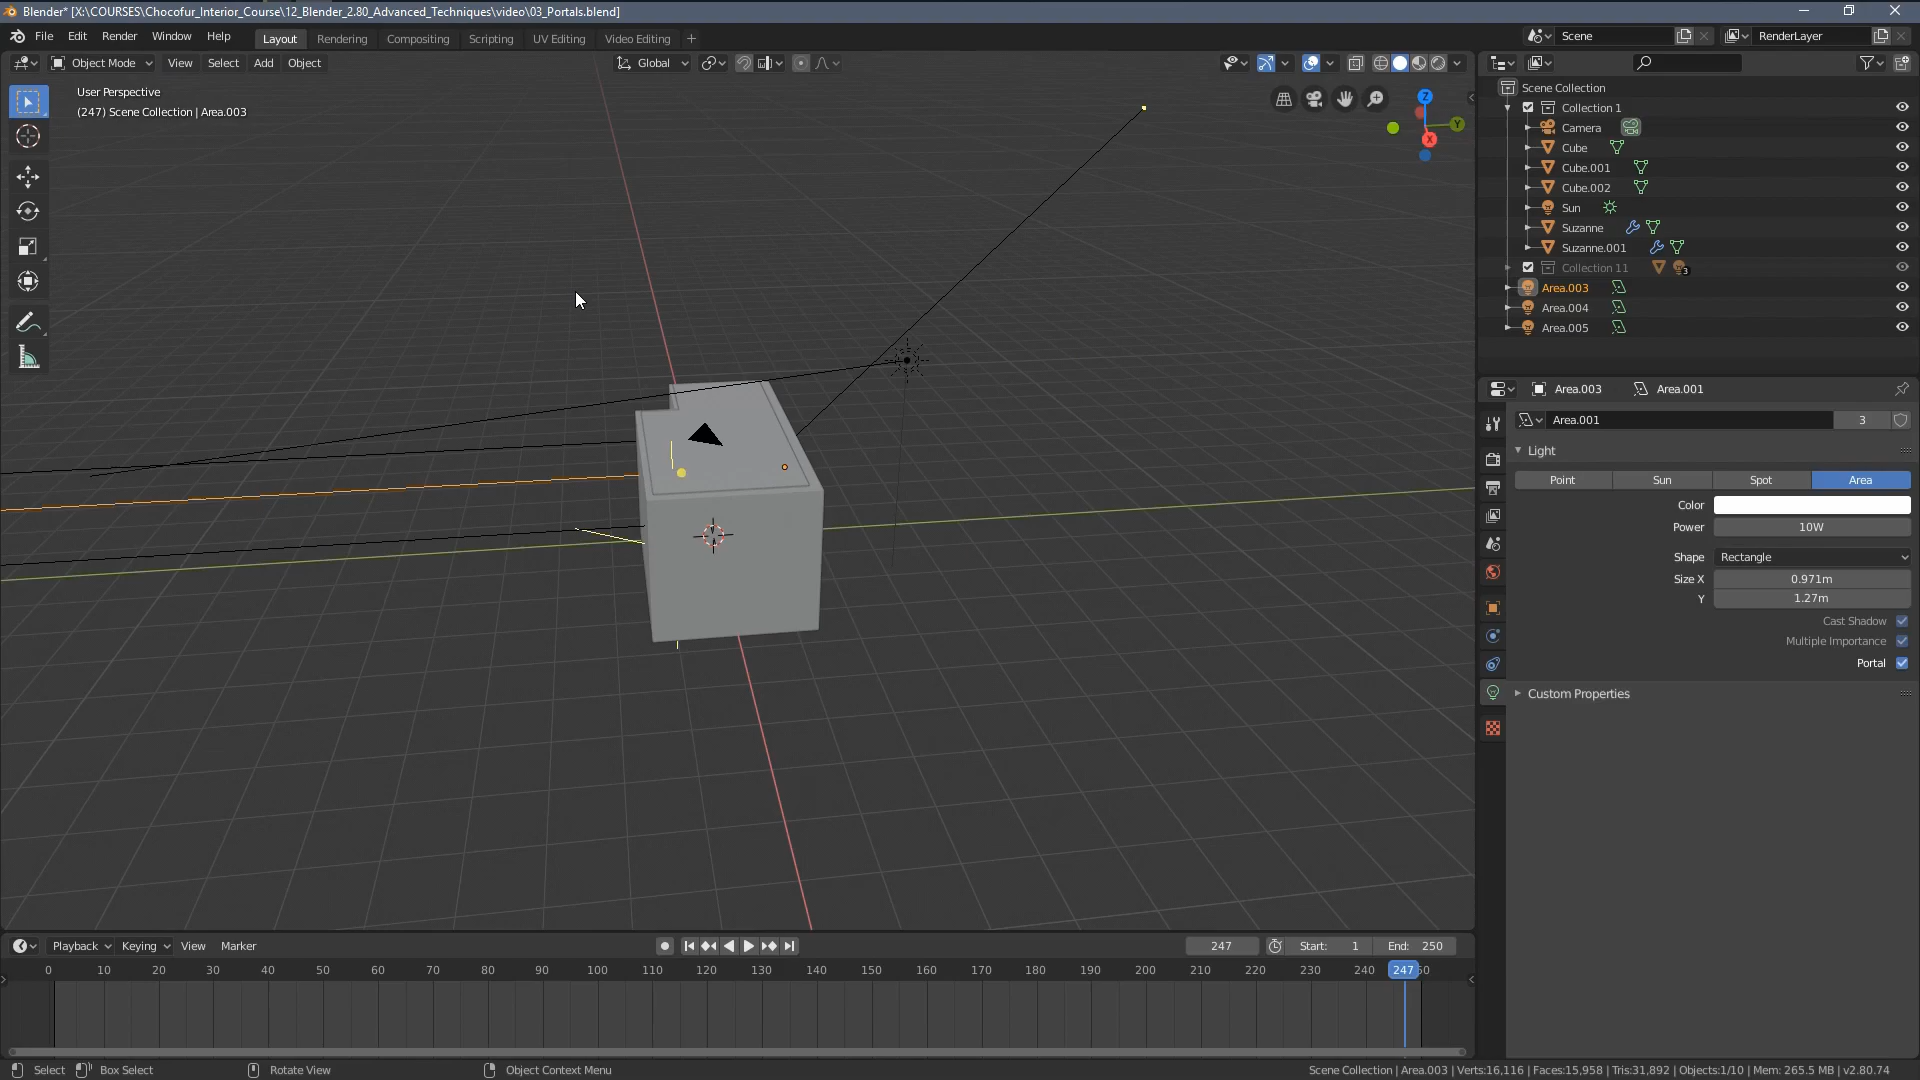 Blender* [X:\COURSES\Chocofur_Interior_Course\12_Blender_2.80_Advanced_Techniques\video\03_Portals.blend]
File Edit Render Window Help Layout Rendering Compositing Scripting UV Editing Video Editing + Scene RenderLayer
Object Mode View Select Add Object Global
User Perspective
(247) Scene Collection | Area.003
Z
Y
X
Scene Collection
Collection 1
Camera
Cube
Cube.001
Cube.002
Sun
Suzanne
Suzanne.001
Collection 11 3
Area.003
Area.004
Area.005
Area.003 Area.001
Area.001 3
Light
Point Sun Spot Area
Color
Power 10W
Shape Rectangle
Size X 0.971m
Y 1.27m
Cast Shadow
Multiple Importance
Portal
Custom Properties
Playback Keying View Marker 247 Start: 1 End: 250
0 10 20 30 40 50 60 70 80 90 100 110 120 130 140 150 160 170 180 190 200 210 220 230 240 247
Select Box Select Rotate View Object Context Menu Scene Collection | Area.003 | Verts:16,116 | Faces:15,958 | Tris:31,892 | Objects:1/10 | Mem: 265.5 MB | v2.80.74